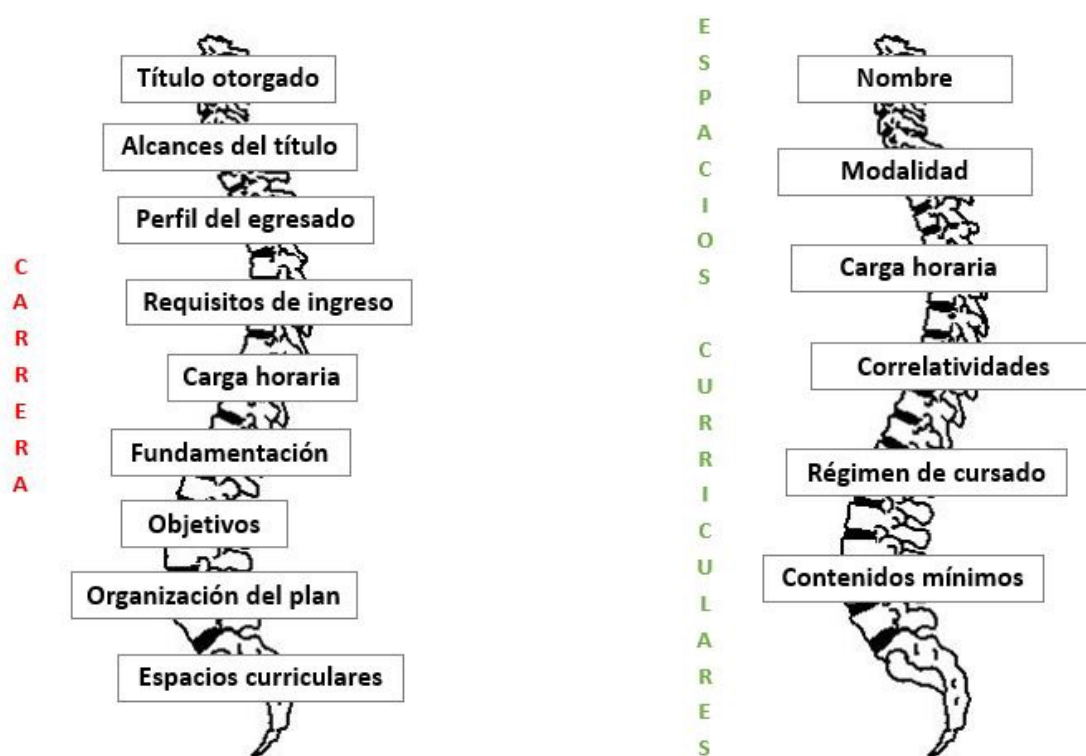 CARRERA
Título otorgado
Alcances del título
Perfil del egresado
Requisitos de ingreso
Carga horaria
Fundamentación
Objetivos
Organización del plan
Espacios curriculares
ESPACIOS CURRICULARES
Nombre
Modalidad
Carga horaria
Correlatividades
Régimen de cursado
Contenidos mínimos